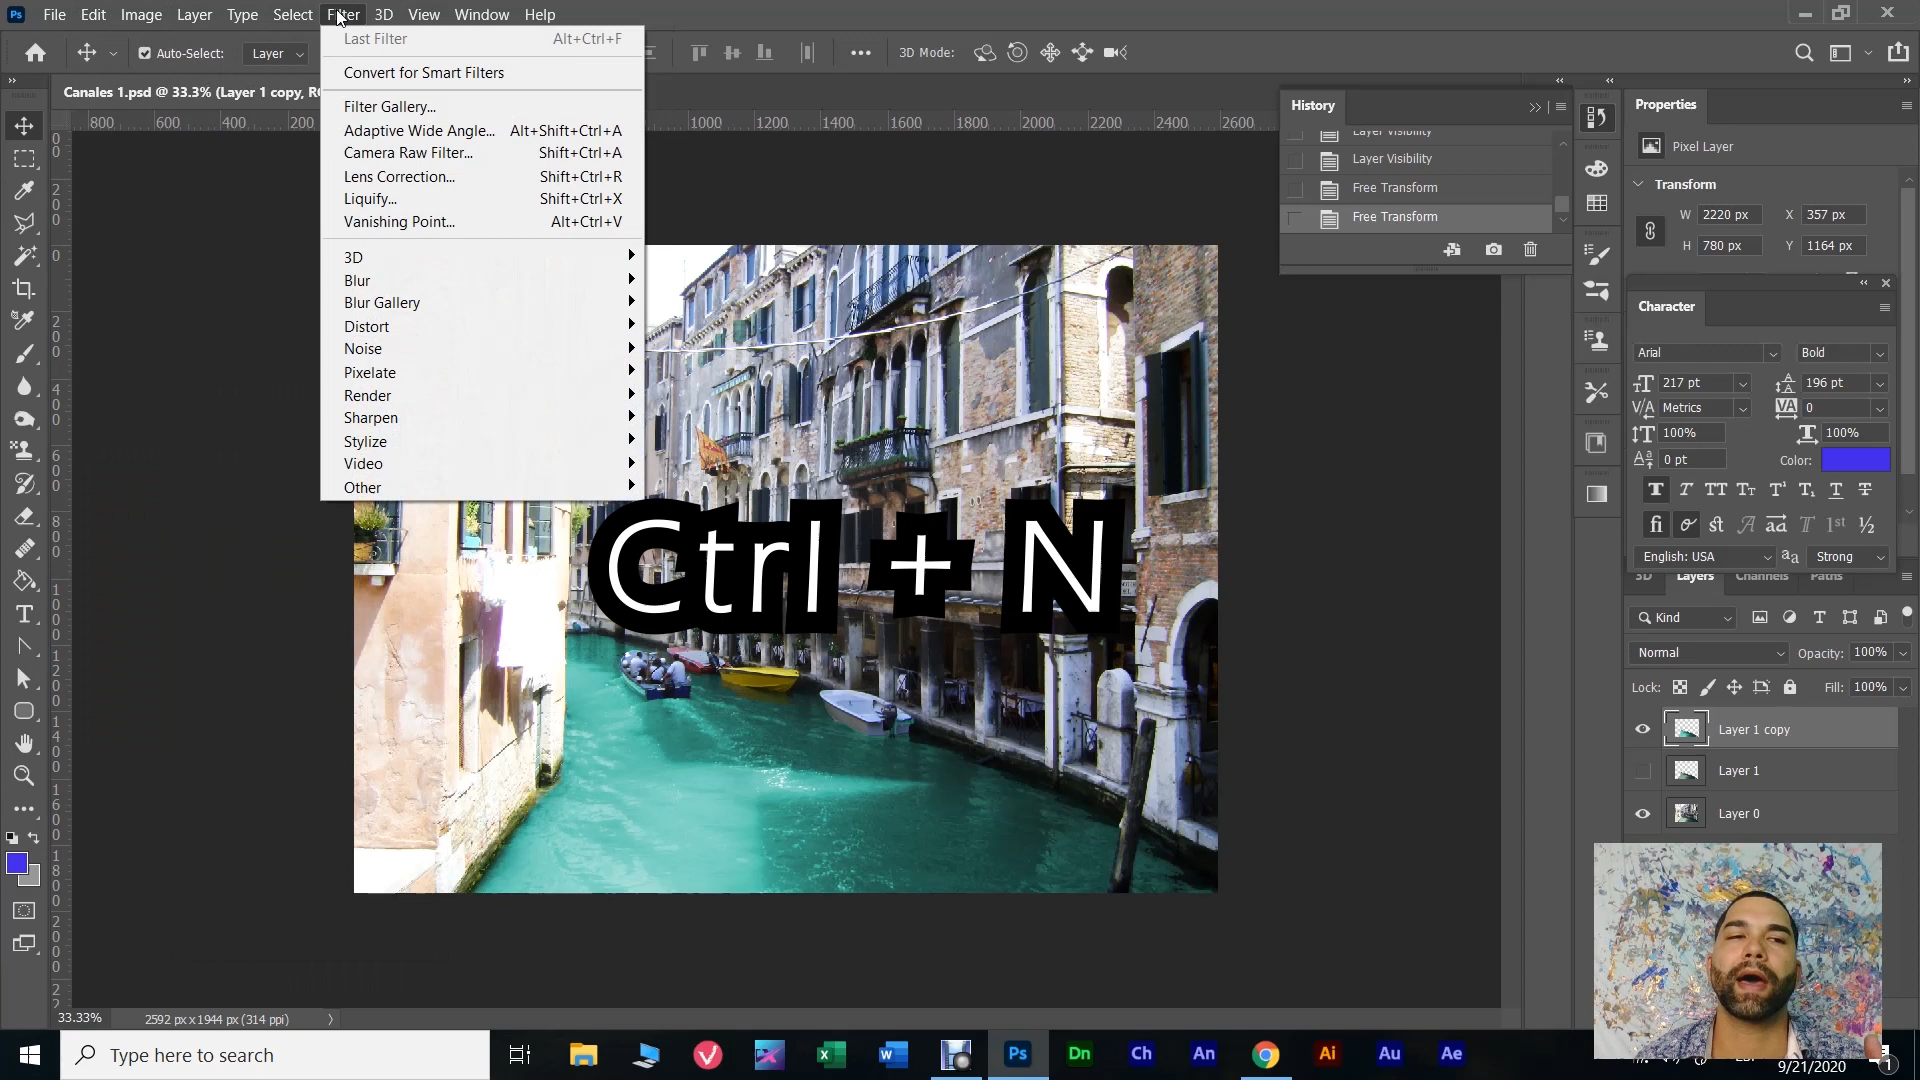 Ps File Edit Image Layer Type Select Filter 3D View Window Help
Auto-Select: Layer
3D Mode:
Canales 1.psd @ 33.3% (Layer 1 copy, R
800 600 400 200 1000 1200 1400 1600 1800 2000 2200 2400 2600
Last Filter Alt+Ctrl+F
Convert for Smart Filters
Filter Gallery...
Adaptive Wide Angle... Alt+Shift+Ctrl+A
Camera Raw Filter... Shift+Ctrl+A
Lens Correction... Shift+Ctrl+R
Liquify... Shift+Ctrl+X
Vanishing Point... Alt+Ctrl+V
3D
Blur
Blur Gallery
Distort
Noise
Pixelate
Render
Sharpen
Stylize
Video
Other
Ctrl + N
History
Layer Visibility
Layer Visibility
Free Transform
Free Transform
Properties
Pixel Layer
Transform
W 2220 px X 357 px
H 780 px Y 1164 px
Character
Arial Bold
217 pt 196 pt
Metrics 0
100% 100%
0 pt Color:
English: USA Strong
3D Layers Channels Paths
Kind
Normal Opacity: 100%
Lock: Fill: 100%
Layer 1 copy
Layer 1
Layer 0
33.33% 2592 px x 1944 px (314 ppi)
Type here to search
Ps Dn Ch An Ai Au Ae
9/21/2020
1